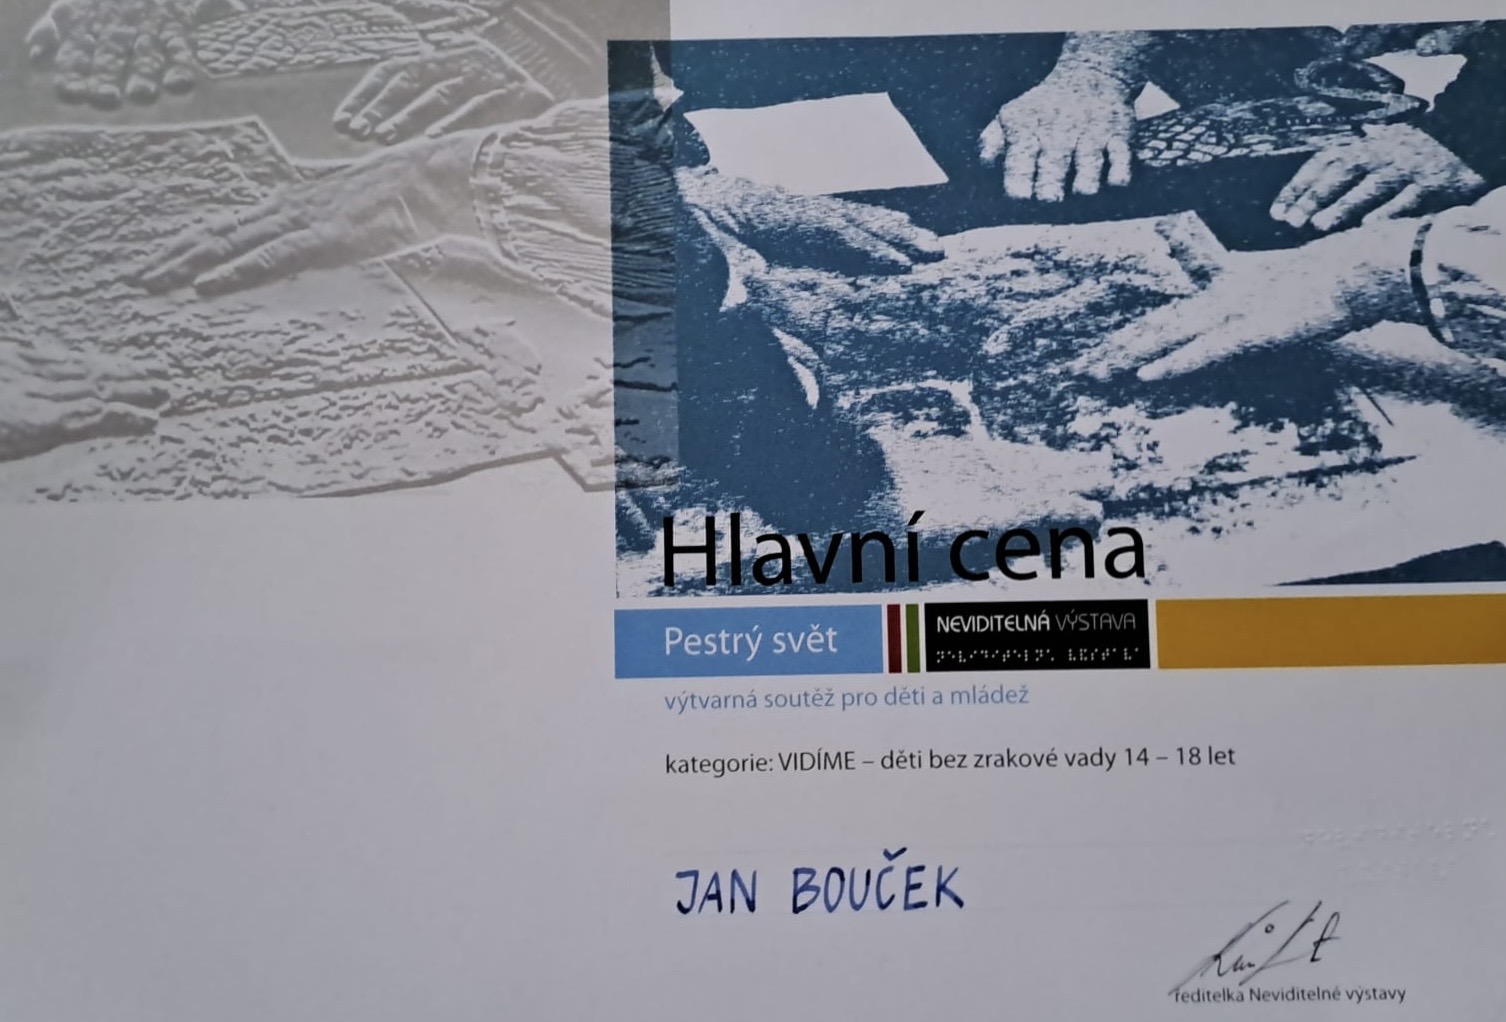 Hlavní cena
Pestrý svět
NEVIDITELNÁ VÝSTAVA
výtvarná soutěž pro děti a mládež
kategorie: VIDÍME – děti bez zrakové vady 14 – 18 let
JAN BOUČEK
ředitelka Neviditelné výstavy